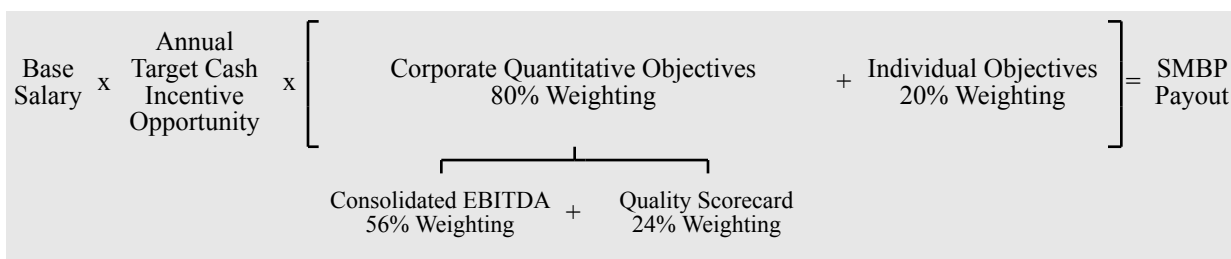 Base
Salary
x
Annual
Target Cash
Incentive
Opportunity
x
Corporate Quantitative Objectives
80% Weighting
+
Individual Objectives
20% Weighting
=
SMBP
Payout
Consolidated EBITDA
56% Weighting
+
Quality Scorecard
24% Weighting